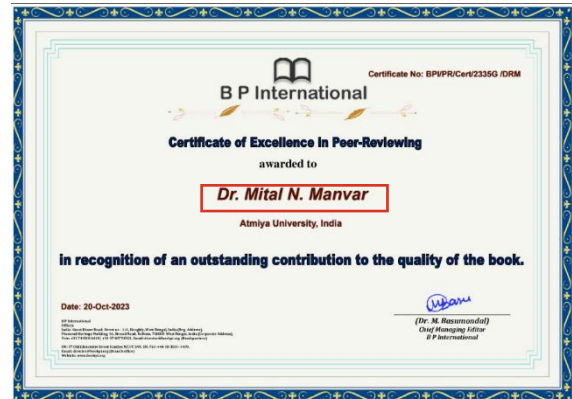 B P International
Certificate No: BPI/PR/Cert/2335G /DRM
Certificate of Excellence in Peer-Reviewing
awarded to
Dr. Mital N. Manvar
Atmiya University, India
in recognition of an outstanding contribution to the quality of the book.
Date: 20-Oct-2023
(Dr. M. Basumondal)
Chief Managing Editor
B P International
BP International